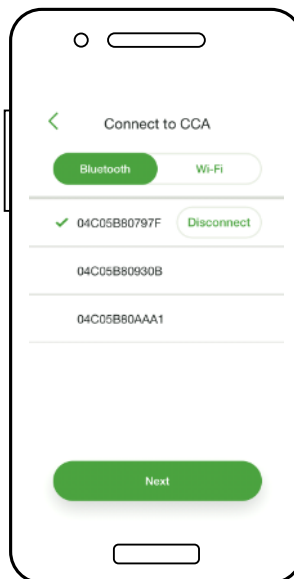 Connect to CCA
Bluetooth Wi-Fi
04C05B80797F Disconnect
04C05B80930B
04C05B80AAA1
Next